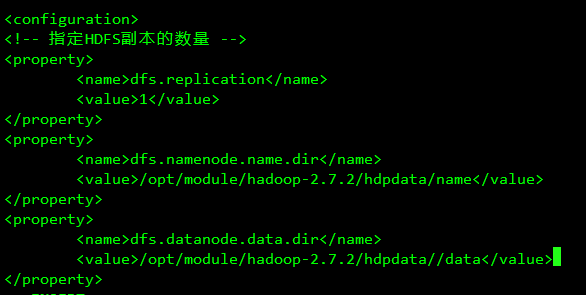 <configuration>
<!-- 指定HDFS副本的数量 -->
<property>
<name>dfs.replication</name>
<value>1</value>
</property>
<property>
<name>dfs.namenode.name.dir</name>
<value>/opt/module/hadoop-2.7.2/hdpdata/name</value>
</property>
<property>
<name>dfs.datanode.data.dir</name>
<value>/opt/module/hadoop-2.7.2/hdpdata//data</value>
</property>